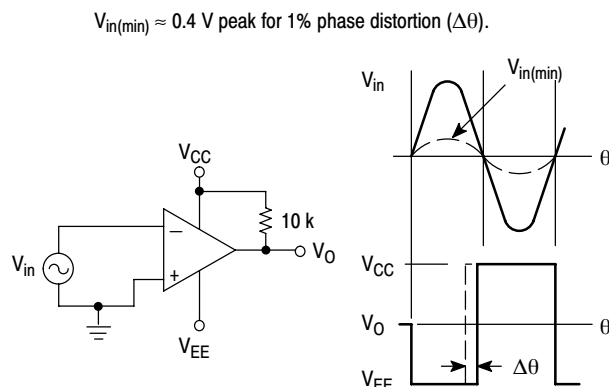 Vin(min) ≈ 0.4 V peak for 1% phase distortion (Δθ).
Vin
Vin(min)
θ
VCC
10 k
−
+
VO
Vin
VEE
VCC
VO
θ
VEE
Δθ